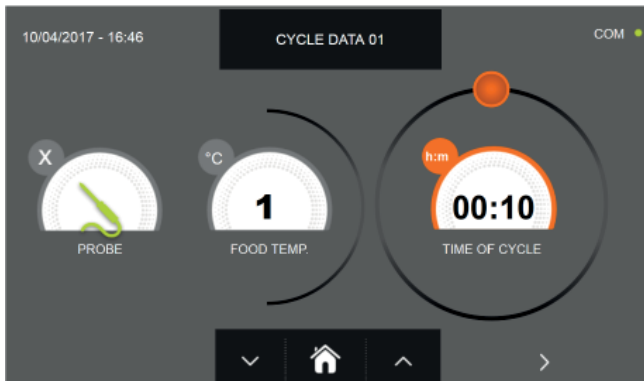 10/04/2017 - 16:46
CYCLE DATA 01
COM
X
PROBE
°C
1
FOOD TEMP.
h:m
00:10
TIME OF CYCLE